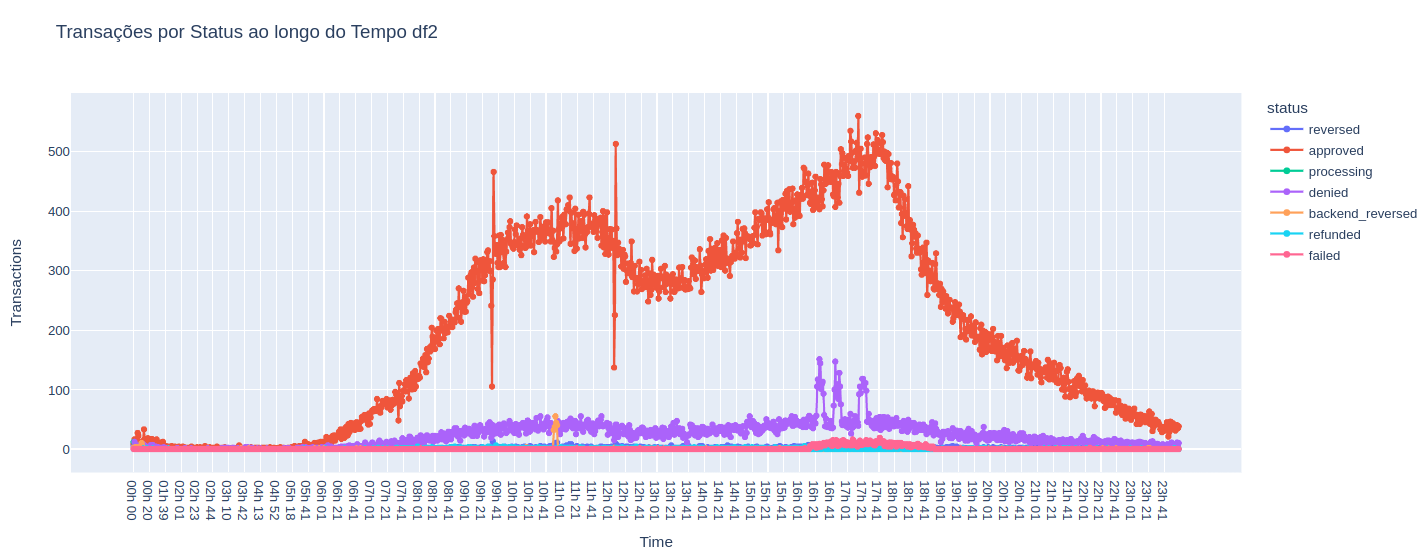 Transações por Status ao longo do Tempo df2
Transactions
500
400
300
200
100
0
00h 00
00h 20
01h 39
02h 01
02h 23
02h 44
03h 10
03h 42
04h 13
04h 52
05h 18
06h 01
06h 21
06h 41
07h 01
07h 21
07h 41
08h 01
08h 21
08h 41
09h 01
09h 21
09h 41
10h 01
10h 21
10h 41
11h 01
11h 21
11h 41
12h 01
12h 21
12h 41
13h 01
13h 21
13h 41
14h 01
14h 21
14h 41
15h 01
15h 21
15h 41
16h 01
16h 21
16h 41
17h 01
17h 21
17h 41
18h 01
18h 21
18h 41
19h 01
19h 21
19h 41
20h 01
20h 21
20h 41
21h 01
21h 21
21h 41
22h 01
22h 21
22h 41
23h 01
23h 21
23h 41
Time
status
reversed
approved
processing
denied
backend_reversed
refunded
failed